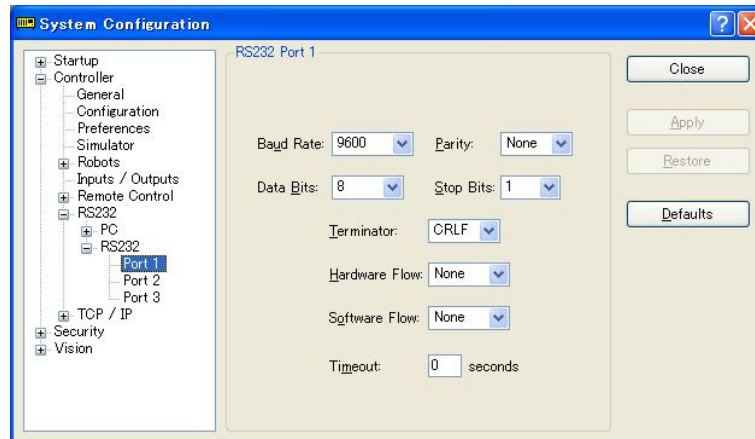 System Configuration
Startup
Controller
General
Configuration
Preferences
Simulator
Robots
Inputs / Outputs
Remote Control
RS232
PC
RS232
Port 1
Port 2
Port 3
TCP / IP
Security
Vision
RS232 Port 1
Baud Rate: 9600 Parity: None
Data Bits: 8 Stop Bits: 1
Terminator: CRLF
Hardware Flow: None
Software Flow: None
Timeout: 0 seconds
Close
Apply
Restore
Defaults